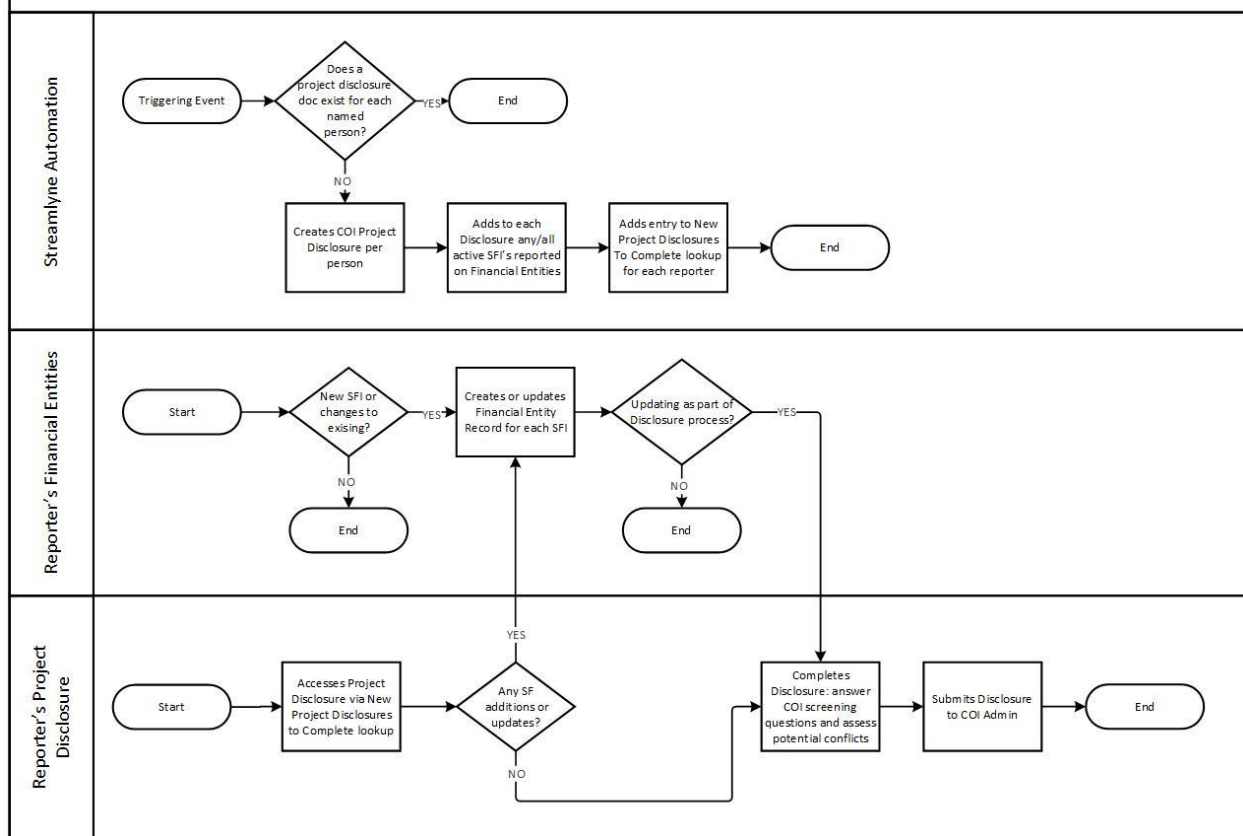 Streamlyne Automation
Triggering Event
Does a
project disclosure
doc exist for each
named
person?
YES
End
NO
Creates COI Project
Disclosure per
person
Adds to each
Disclosure any/all
active SFI's reported
on Financial Entities
Adds entry to New
Project Disclosures
To Complete lookup
for each reporter
End
Reporter's Financial Entities
Start
New SFI or
changes to
exising?
YES
Creates or updates
Financial Entity
Record for each SFI
Updating as part of
Disclosure process?
YES
NO
End
NO
End
Reporter's Project
Disclosure
Start
Accesses Project
Disclosure via New
Project Disclosures
to Complete lookup
YES
Any SF
additions or
updates?
NO
Completes
Disclosure: answer
COI screening
questions and assess
potential conflicts
Submits Disclosure
to COI Admin
End